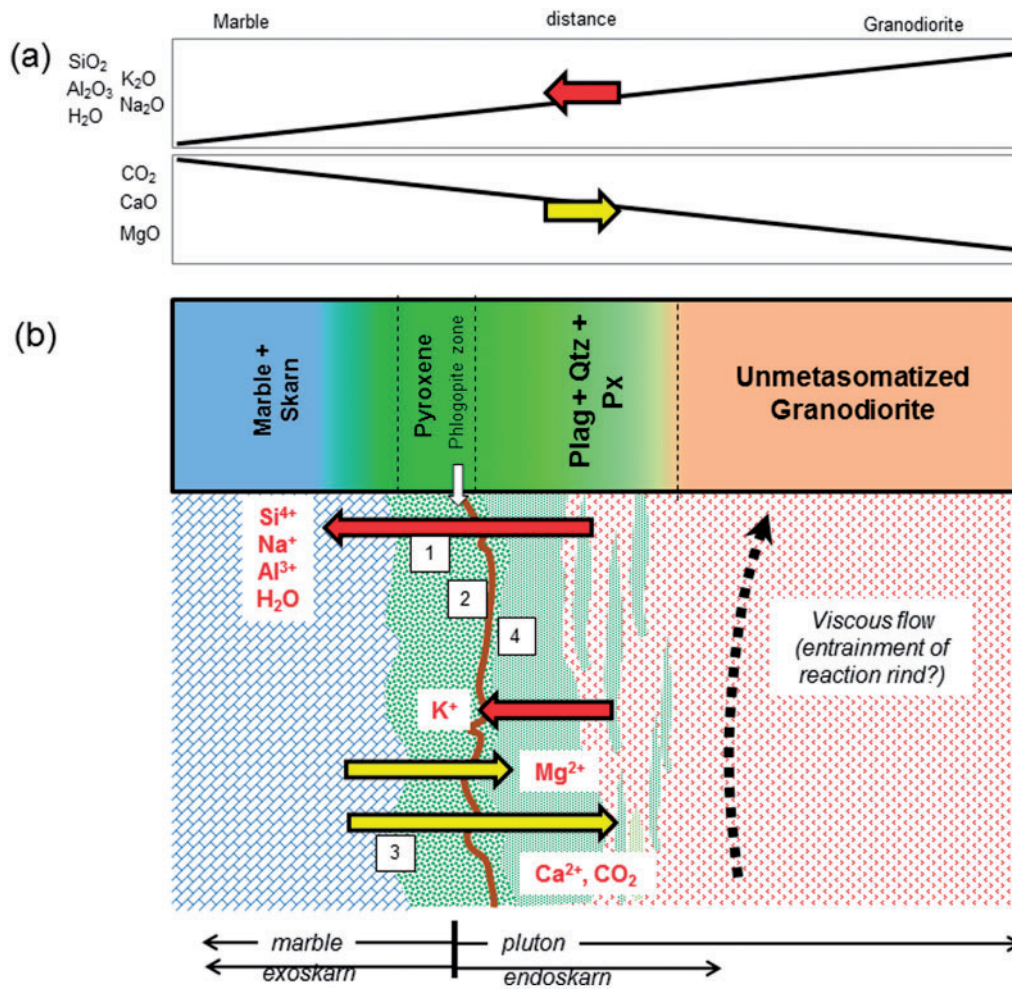 Marble
distance
Granodiorite
(a)
SiO₂
Al₂O₃
H₂O
K₂O
Na₂O
CO₂
CaO
MgO
(b)
Marble +
Skarn
Pyroxene
Phlogopite zone
Plag + Qtz +
Px
Unmetasomatized
Granodiorite
Si⁴⁺
Na⁺
Al³⁺
H₂O
1
2
4
Viscous flow
(entrainment of
reaction rind?)
K⁺
Mg²⁺
3
Ca²⁺, CO₂
marble
pluton
exoskarn
endoskarn